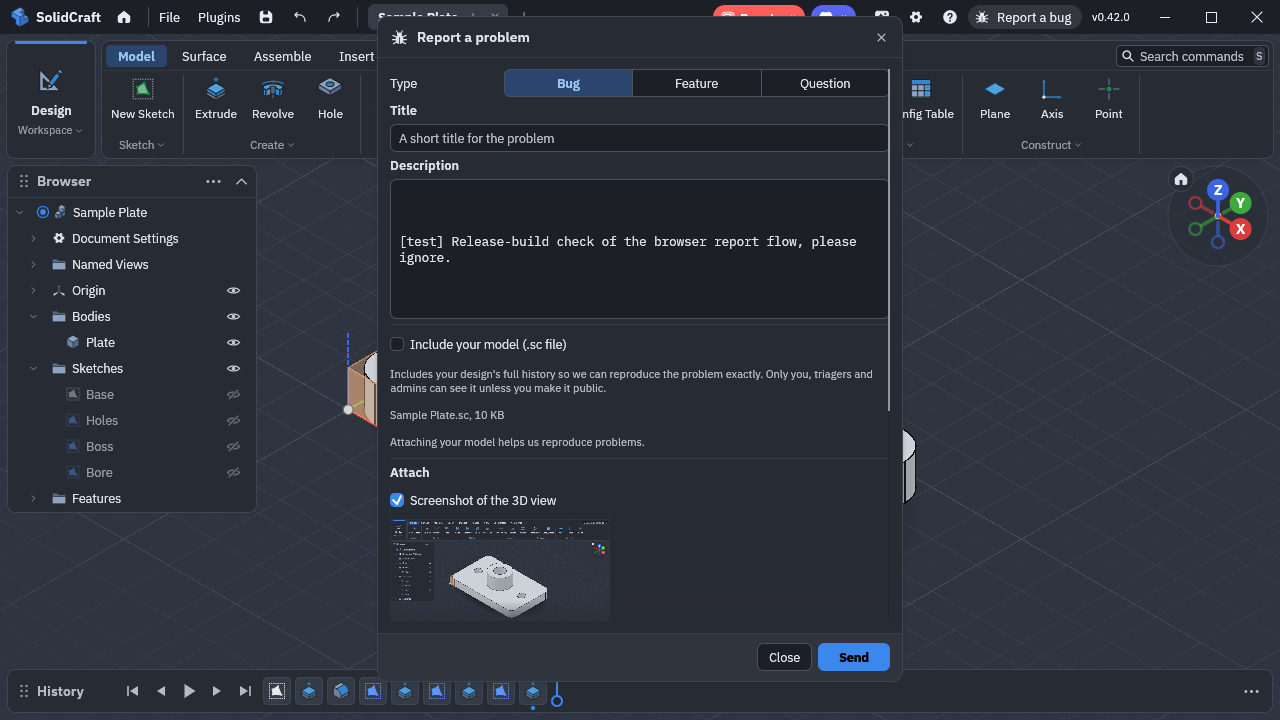 SolidCraft
File
Plugins
Report a bug
v0.42.0
Report a problem
Model
Surface
Assemble
Insert
Search commands
S
Design
Workspace
New Sketch
Extrude
Revolve
Hole
Plane
Axis
Point
Sketch
Create
Construct
Type
Bug
Feature
Question
Title
A short title for the problem
Description
[test] Release-build check of the browser report flow, please
ignore.
Include your model (.sc file)
Includes your design's full history so we can reproduce the problem exactly. Only you, triagers and
admins can see it unless you make it public.
Sample Plate.sc, 10 KB
Attaching your model helps us reproduce problems.
Attach
Screenshot of the 3D view
Close
Send
Browser
Sample Plate
Document Settings
Named Views
Origin
Bodies
Plate
Sketches
Base
Holes
Boss
Bore
Features
Z
Y
X
History